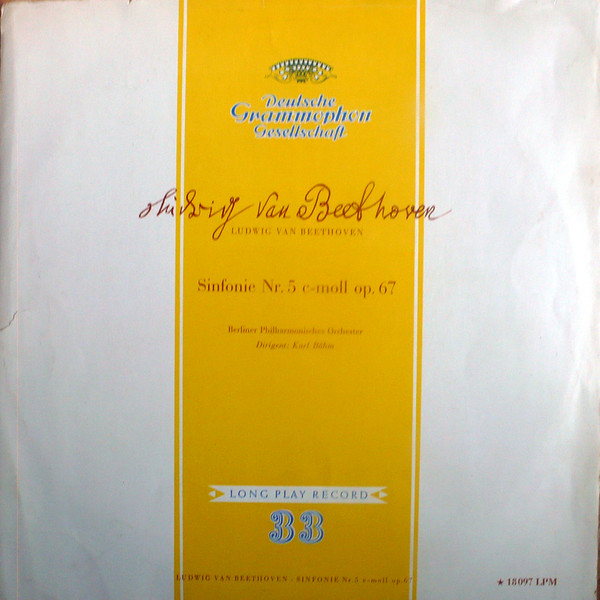 Deutsche
Grammophon
Gesellschaft
Ludwig van Beethoven
LUDWIG VAN BEETHOVEN
Sinfonie Nr. 5 c-moll op. 67
Berliner Philharmonisches Orchester
Dirigent: Karl Böhm
LONG PLAY RECORD
33
LUDWIG VAN BEETHOVEN - SINFONIE Nr. 5 c-moll op. 67
★ 18097 LPM